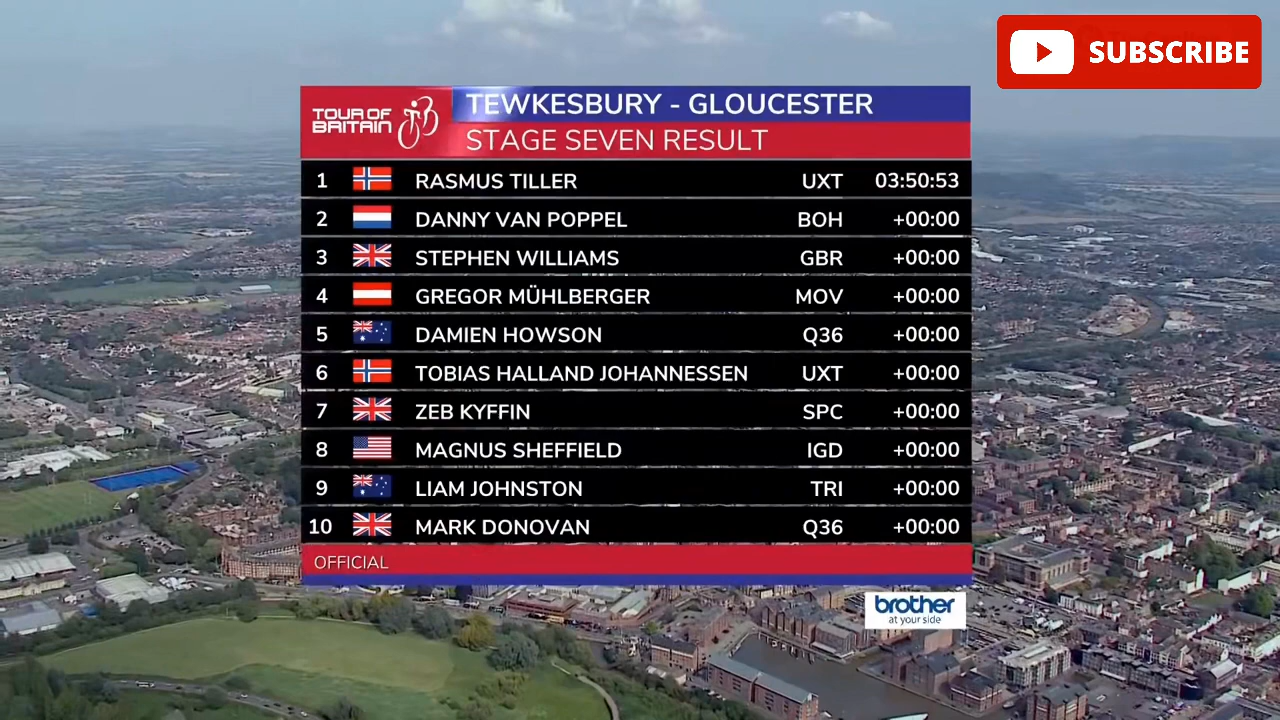 SUBSCRIBE
TOUR OF
BRITAIN
TEWKESBURY - GLOUCESTER
STAGE SEVEN RESULT
1 RASMUS TILLER UXT 03:50:53
2 DANNY VAN POPPEL BOH +00:00
3 STEPHEN WILLIAMS GBR +00:00
4 GREGOR MÜHLBERGER MOV +00:00
5 DAMIEN HOWSON Q36 +00:00
6 TOBIAS HALLAND JOHANNESSEN UXT +00:00
7 ZEB KYFFIN SPC +00:00
8 MAGNUS SHEFFIELD IGD +00:00
9 LIAM JOHNSTON TRI +00:00
10 MARK DONOVAN Q36 +00:00
OFFICIAL
brother
at your side